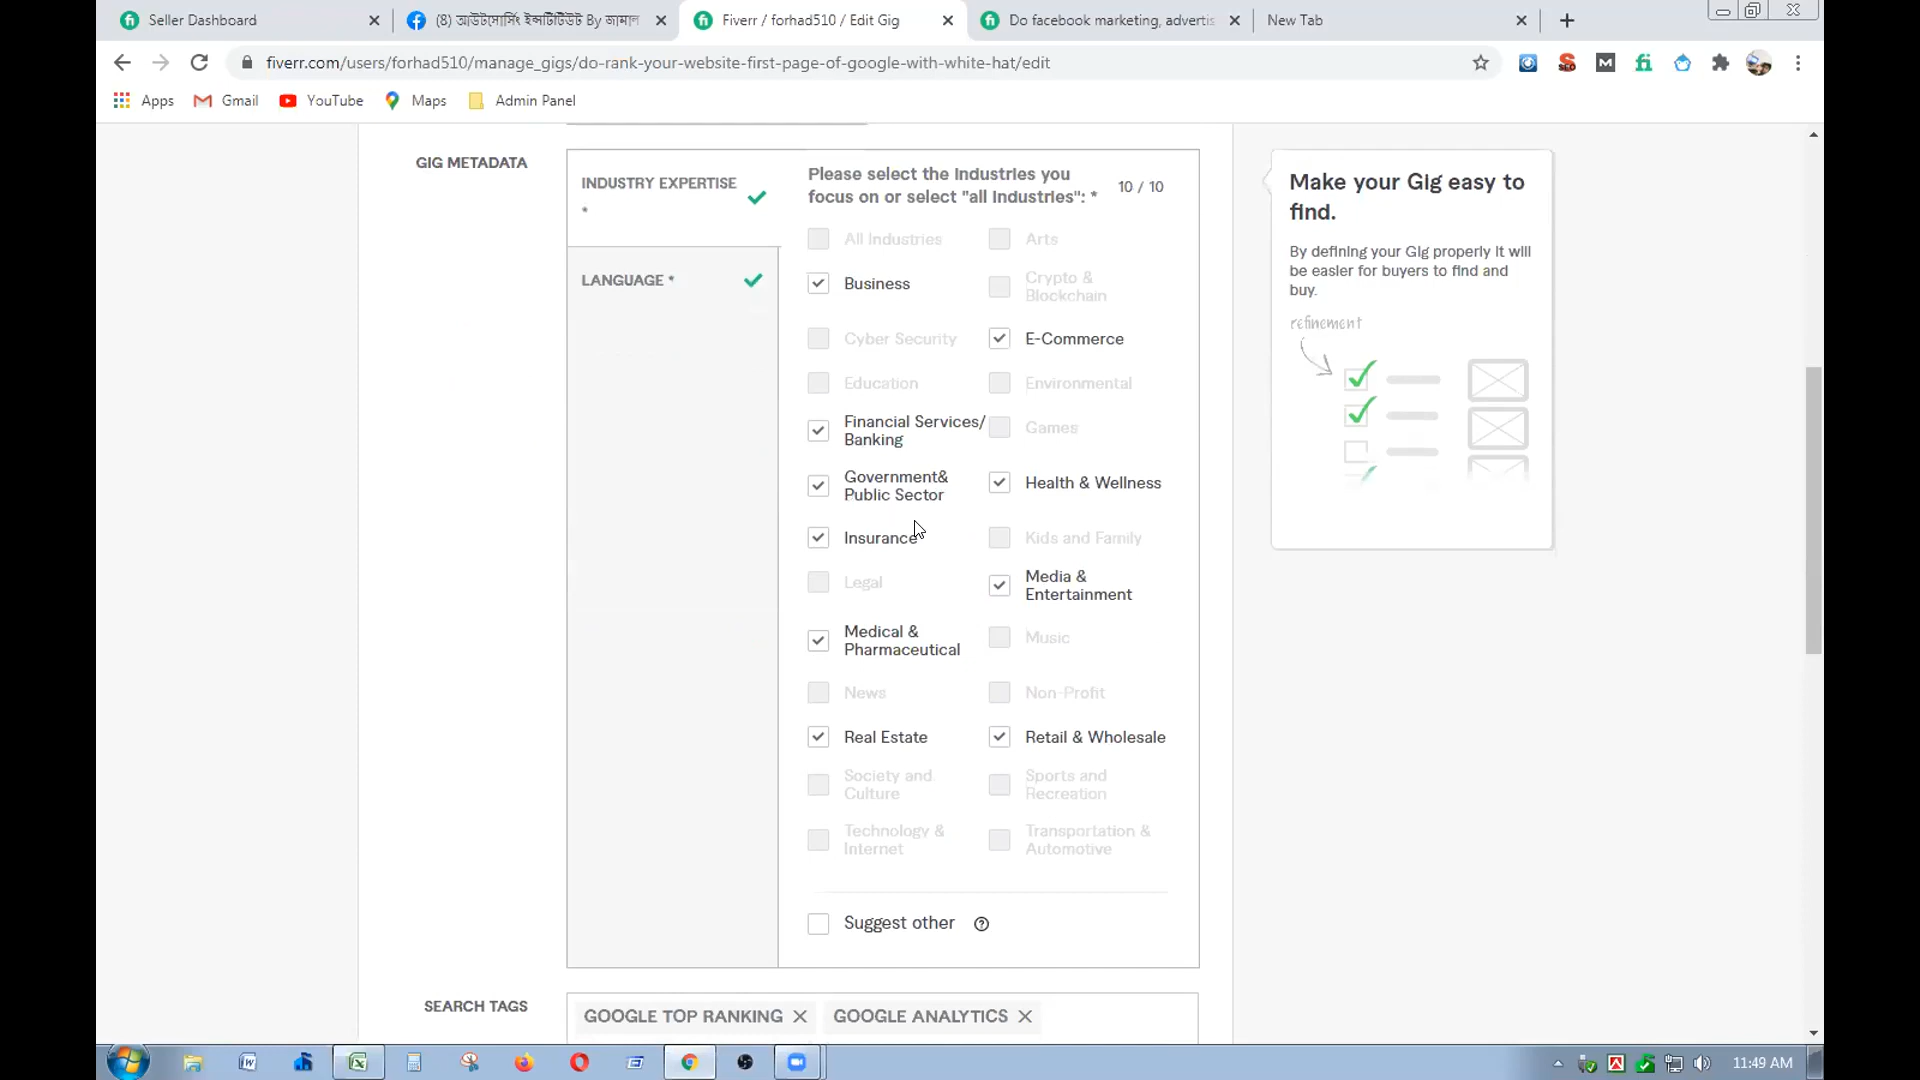 Seller Dashboard
(8) আউটসোর্সিং ইন্সটিটিউট By জামাল
Fiverr / forhad510 / Edit Gig
Do facebook marketing, advertis
New Tab
fiverr.com/users/forhad510/manage_gigs/do-rank-your-website-first-page-of-google-with-white-hat/edit
Apps
Gmail
YouTube
Maps
Admin Panel
GIG METADATA
INDUSTRY EXPERTISE
*
LANGUAGE *
Please select the Industries you
focus on or select "all Industries": *
10 / 10
All Industries
Arts
Business
Crypto &
Blockchain
Cyber Security
E-Commerce
Education
Environmental
Financial Services/
Banking
Games
Government&
Public Sector
Health & Wellness
Insurance
Kids and Family
Legal
Media &
Entertainment
Medical &
Pharmaceutical
Music
News
Non-Profit
Real Estate
Retail & Wholesale
Society and
Culture
Sports and
Recreation
Technology &
Internet
Transportation &
Automotive
Suggest other
SEARCH TAGS
GOOGLE TOP RANKING
GOOGLE ANALYTICS
Make your Gig easy to
find.
By defining your Gig properly it will
be easier for buyers to find and
buy.
refinement
11:49 AM